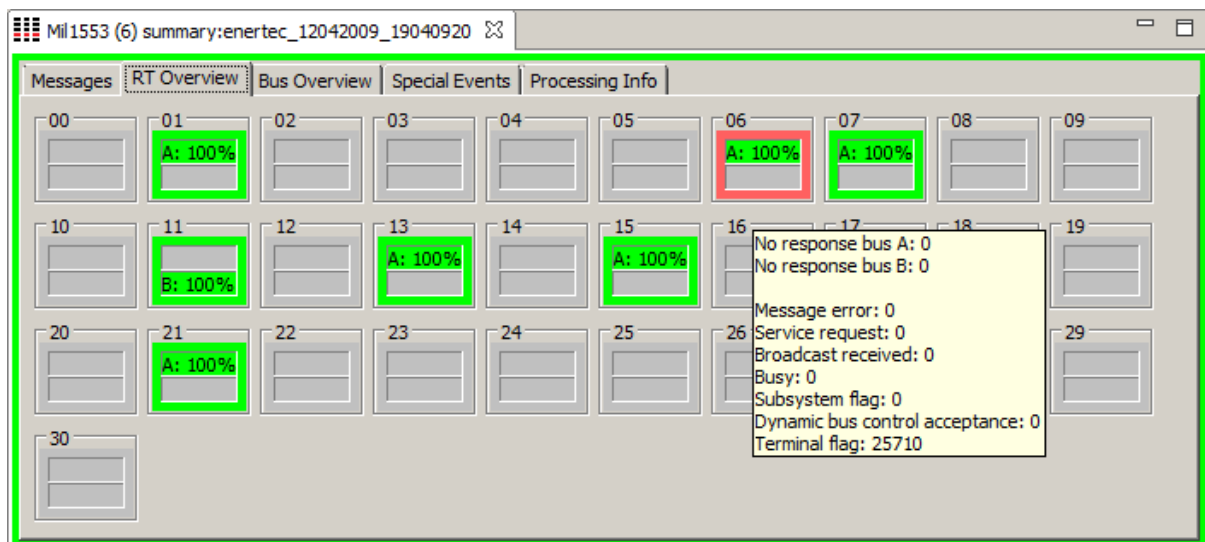 Mil1553 (6) summary:enertec_12042009_19040920
Messages RT Overview Bus Overview Special Events Processing Info
00 01 02 03 04 05 06 07 08 09
A: 100% A: 100% A: 100%
10 11 12 13 14 15 16 17 18 19
A: 100% A: 100%
B: 100%
20 21 22 23 24 25 26 29
A: 100%
30
No response bus A: 0
No response bus B: 0
Message error: 0
Service request: 0
Broadcast received: 0
Busy: 0
Subsystem flag: 0
Dynamic bus control acceptance: 0
Terminal flag: 25710